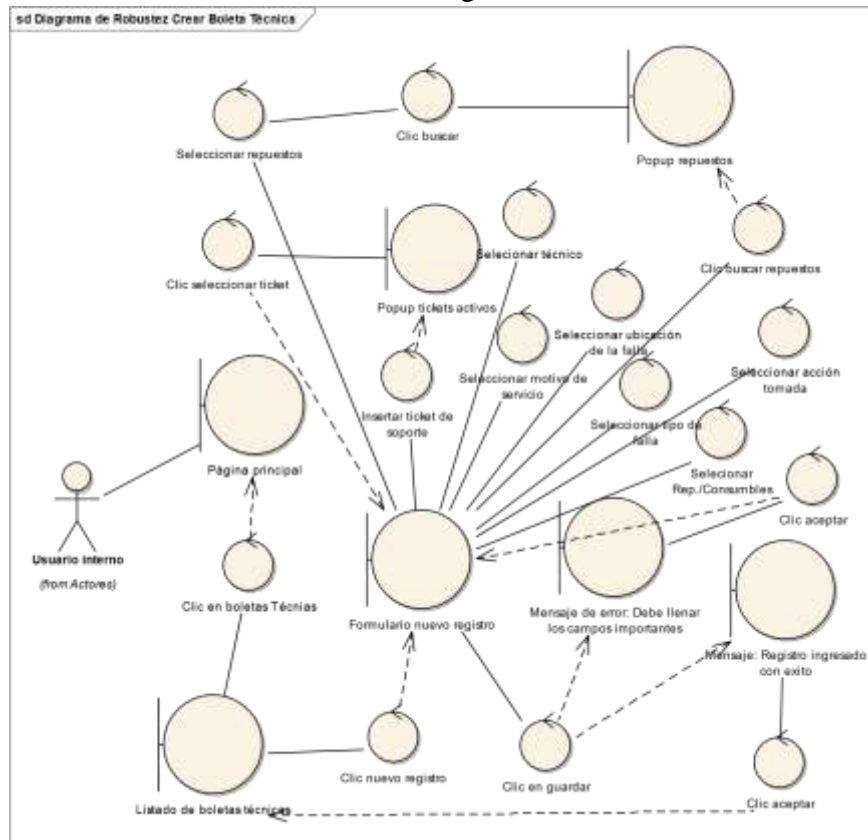 sd Diagrama de Robustez Crear Boleta Técnica
Seleccionar repuestos
Clic buscar
Popup repuestos
Selecionar técnico
Clic buscar repuestos
Clic seleccionar ticket
Popup tickets activos
Seleccionar ubicación
de la falla
Seleccionar motivo de
servicio
Seleccionar acción
tomada
Insertar ticket de
soporte
Seleccionar tipo de
falla
Página principal
Selecionar
Rep./Consumbles
Clic aceptar
Usuario interno
(from Actores)
Clic en boletas Técnias
Formulario nuevo registro
Mensaje de error: Debe llenar
los campos importantes
Mensaje: Registro ingresado
con exito
Clic nuevo registro
Clic en guardar
Listado de boletas técnicas
Clic aceptar